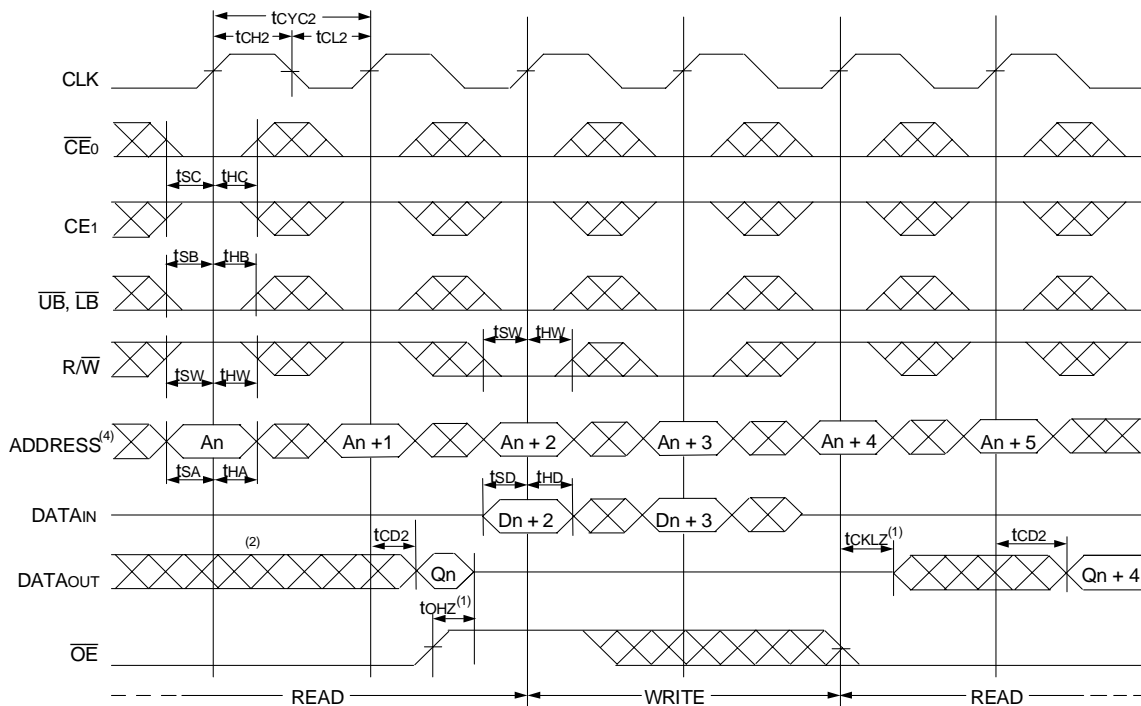 tCYC2
tCH2 tCL2
CLK
CE0
tSC tHC
CE1
tSB tHB
UB, LB
tSW tHW
R/W
tSW tHW
ADDRESS(4) An An +1 An + 2 An + 3 An + 4 An + 5
tSA tHA tSD tHD
DATAIN Dn + 2 Dn + 3
(2) tCD2 tCKLZ(1) tCD2
DATAOUT Qn Qn + 4
tOHZ(1)
OE
READ WRITE READ